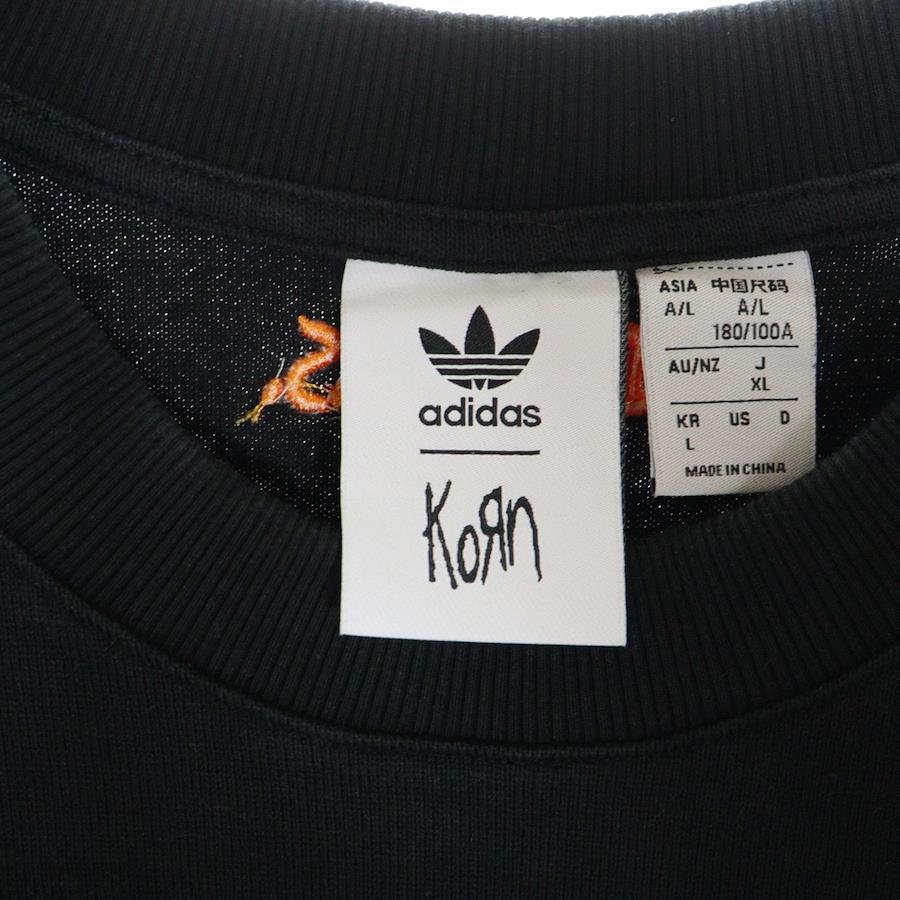 adidas
KoЯn
ASIA 中国尺码
A/L A/L
180/100A
AU/NZ J
XL
KR US D
L
MADE IN CHINA